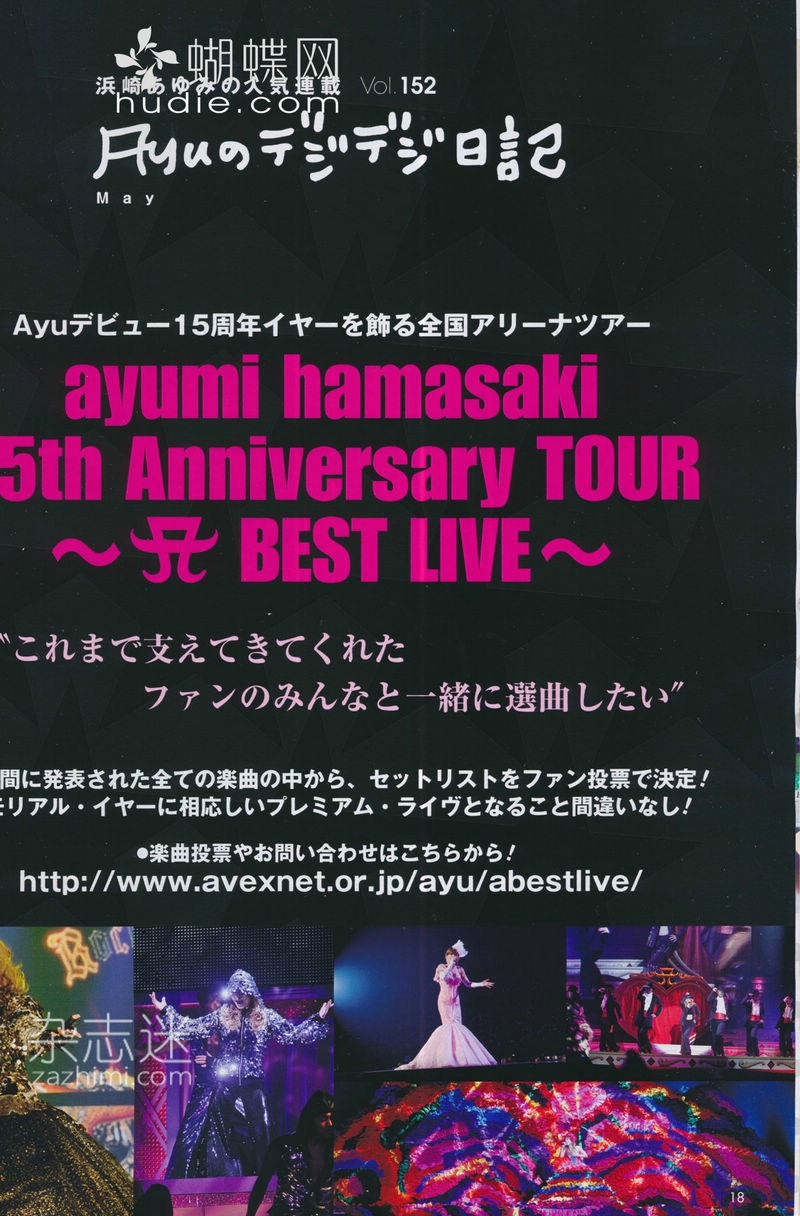 蝴蝶网
浜崎あゆみの人気連載 Vol.152
hudie.com
Ayuのデジデジ日記
May
Ayuデビュー15周年イヤーを飾る全国アリーナツアー
ayumi hamasaki
5th Anniversary TOUR
～A BEST LIVE～
"これまで支えてきてくれた
ファンのみんなと一緒に選曲したい"
間に発表された全ての楽曲の中から、セットリストをファン投票で決定!
モリアル・イヤーに相応しいプレミアム・ライヴとなること間違いなし!
●楽曲投票やお問い合わせはこちらから!
http://www.avexnet.or.jp/ayu/abestlive/
杂志迷
zazhimi.com
18